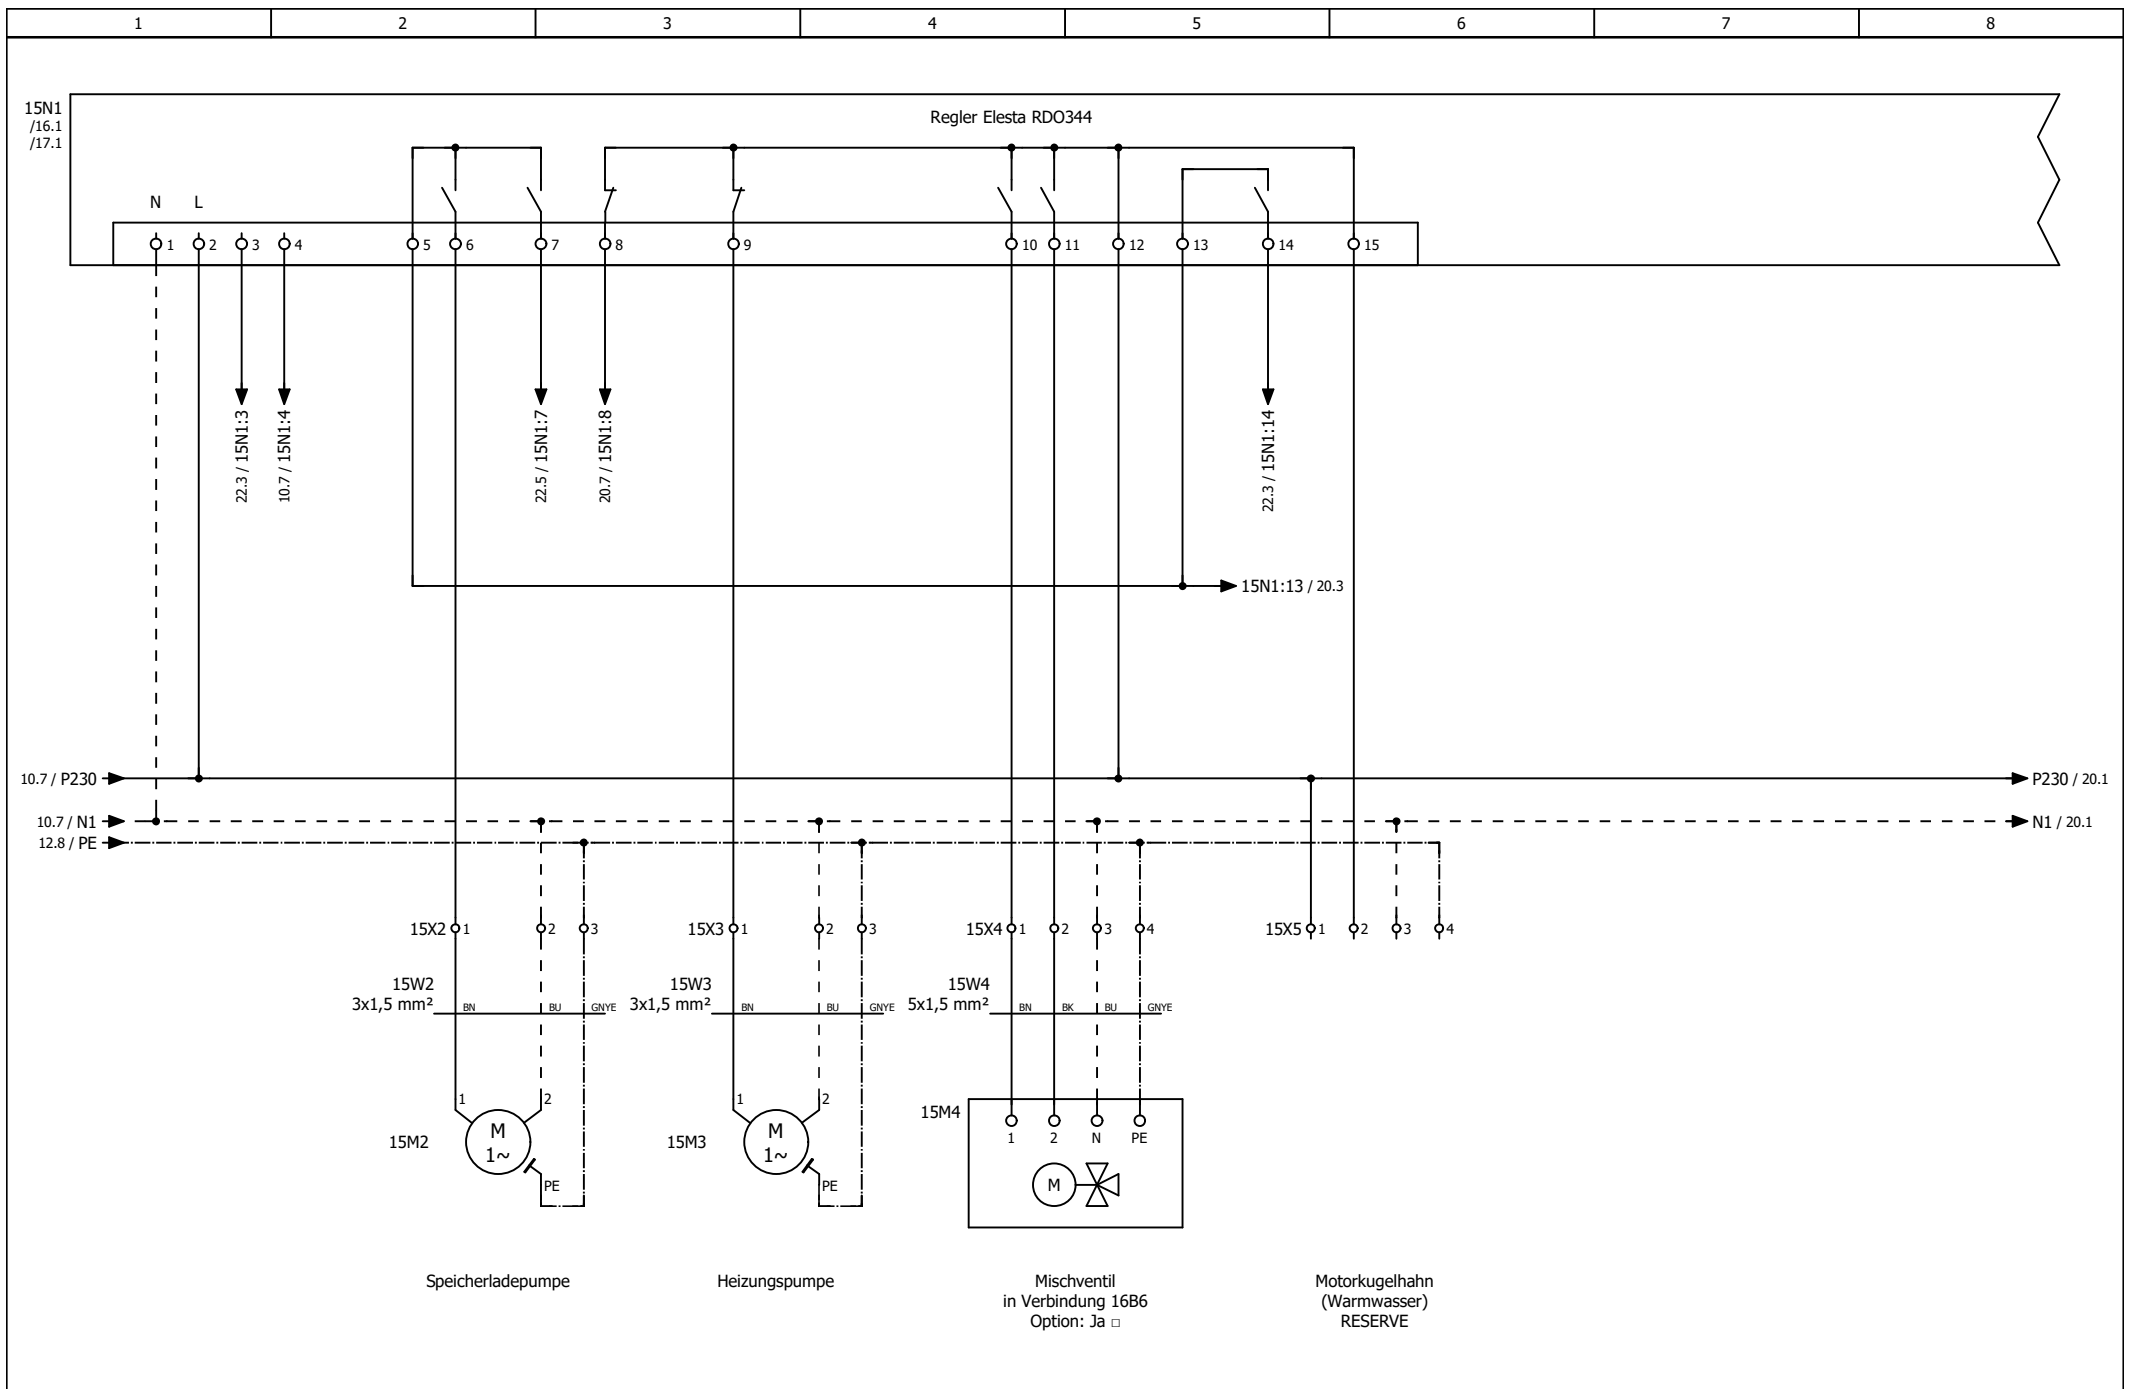 1 2 3 4 5 6 7 8
15N1
/16.1
/17.1
Regler Elesta RDO344
N L
1 2 3 4 5 6 7 8 9 10 11 12 13 14 15
22.3 / 15N1:3
10.7 / 15N1:4
22.5 / 15N1:7
20.7 / 15N1:8
22.3 / 15N1:14
15N1:13 / 20.3
10.7 / P230
P230 / 20.1
10.7 / N1
N1 / 20.1
12.8 / PE
15X2 1 2 3
15X3 1 2 3
15X4 1 2 3 4
15X5 1 2 3 4
15W2
3x1,5 mm²
BN BU GNYE
15W3
3x1,5 mm²
BN BU GNYE
15W4
5x1,5 mm²
BN BK BU GNYE
1 2
15M2
M
1~
PE
1 2
15M3
M
1~
PE
15M4
1 2 N PE
M
Speicherladepumpe
Heizungspumpe
Mischventil
in Verbindung 16B6
Option: Ja □
Motorkugelhahn
(Warmwasser)
RESERVE